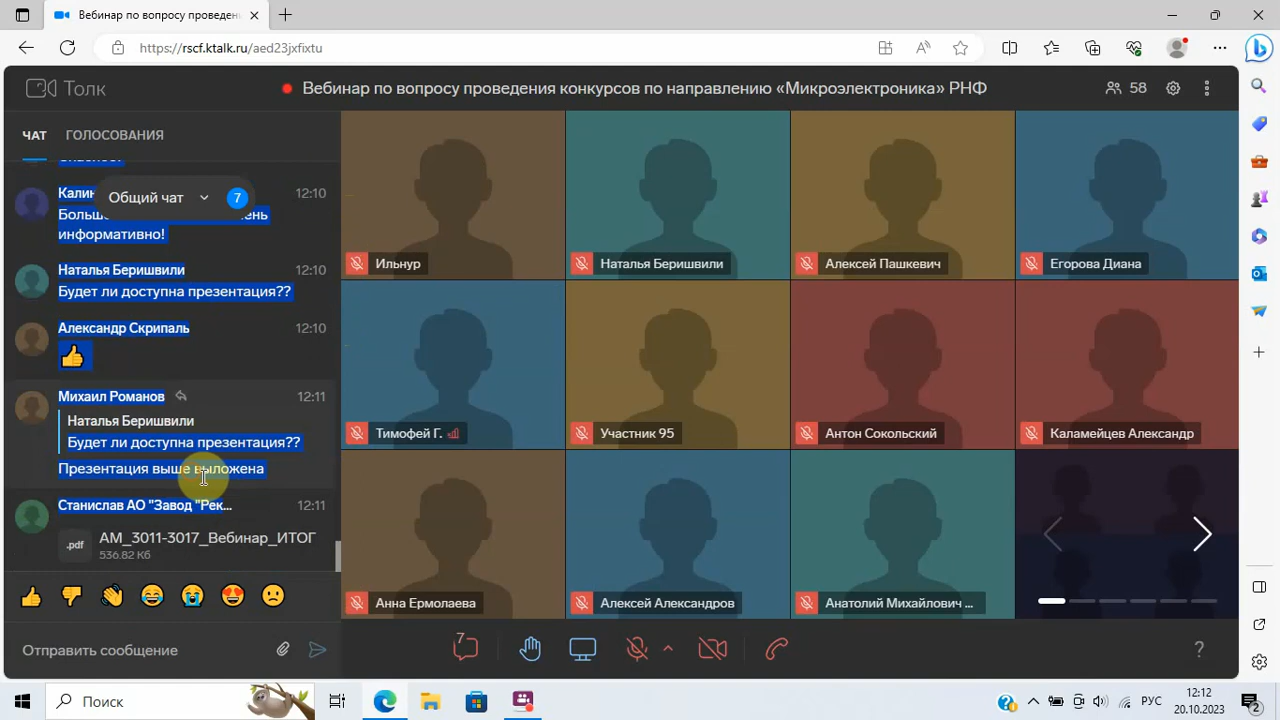 Вебинар по вопросу проведени
https://rscf.ktalk.ru/aed23jxfixtu
Толк
Вебинар по вопросу проведения конкурсов по направлению «Микроэлектроника» РНФ
58
ЧАТ
ГОЛОСОВАНИЯ
Общий чат
7
12:10
информативно!
Наталья Беришвили
12:10
Будет ли доступна презентация??
Александр Скрипаль
12:10
👍
Михаил Романов
12:11
Наталья Беришвили
Будет ли доступна презентация??
Презентация выше выложена
Станислав АО "Завод "Рек...
12:11
.pdf
AM_3011-3017_Вебинар_ИТОГ
536.82 Кб
Отправить сообщение
Ильнур
Наталья Беришвили
Алексей Пашкевич
Егорова Диана
Тимофей Г.
Участник 95
Антон Сокольский
Каламейцев Александр
Анна Ермолаева
Алексей Александров
Анатолий Михайлович ...
7
?
Поиск
РУС
12:12
20.10.2023
2